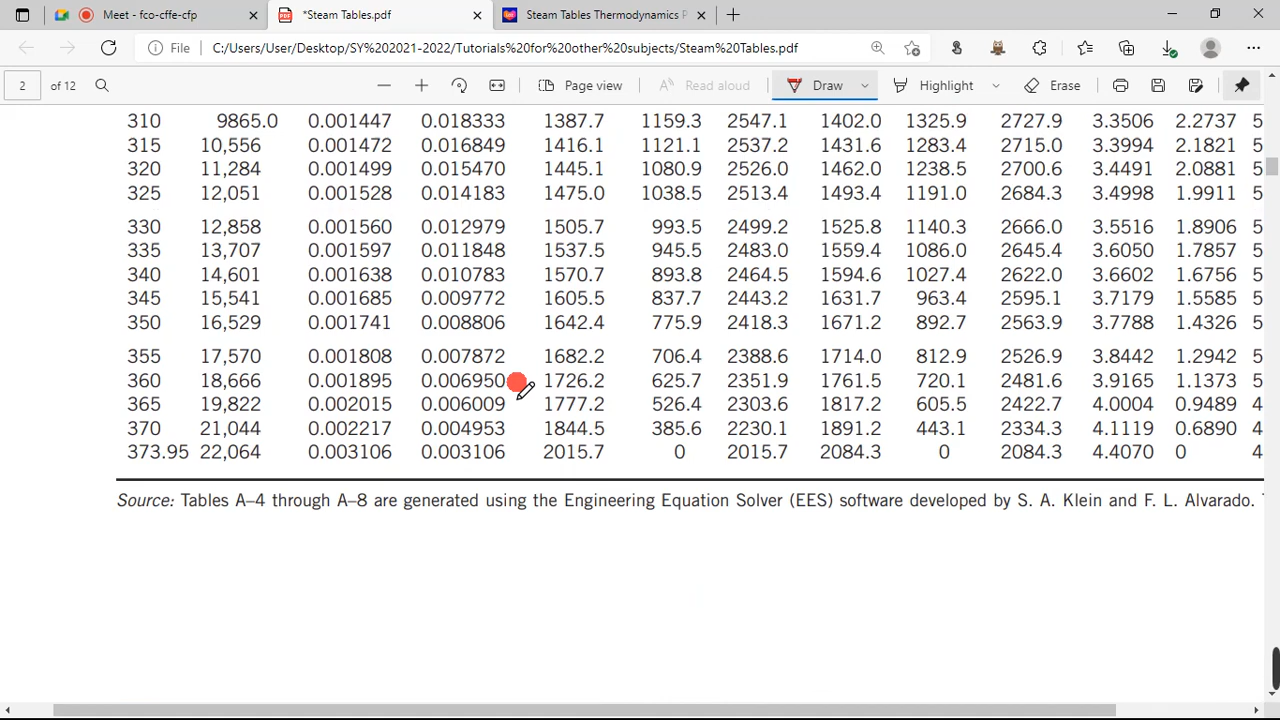 Meet - fco-cffe-cfp
*Steam Tables.pdf
Steam Tables Thermodynamics P
File C:/Users/User/Desktop/SY%202021-2022/Tutorials%20for%20other%20subjects/Steam%20Tables.pdf
2 of 12 Page view Read aloud Draw Highlight Erase
310 9865.0 0.001447 0.018333 1387.7 1159.3 2547.1 1402.0 1325.9 2727.9 3.3506 2.2737 5
315 10,556 0.001472 0.016849 1416.1 1121.1 2537.2 1431.6 1283.4 2715.0 3.3994 2.1821 5
320 11,284 0.001499 0.015470 1445.1 1080.9 2526.0 1462.0 1238.5 2700.6 3.4491 2.0881 5
325 12,051 0.001528 0.014183 1475.0 1038.5 2513.4 1493.4 1191.0 2684.3 3.4998 1.9911 5
330 12,858 0.001560 0.012979 1505.7 993.5 2499.2 1525.8 1140.3 2666.0 3.5516 1.8906 5
335 13,707 0.001597 0.011848 1537.5 945.5 2483.0 1559.4 1086.0 2645.4 3.6050 1.7857 5
340 14,601 0.001638 0.010783 1570.7 893.8 2464.5 1594.6 1027.4 2622.0 3.6602 1.6756 5
345 15,541 0.001685 0.009772 1605.5 837.7 2443.2 1631.7 963.4 2595.1 3.7179 1.5585 5
350 16,529 0.001741 0.008806 1642.4 775.9 2418.3 1671.2 892.7 2563.9 3.7788 1.4326 5
355 17,570 0.001808 0.007872 1682.2 706.4 2388.6 1714.0 812.9 2526.9 3.8442 1.2942 5
360 18,666 0.001895 0.006950 1726.2 625.7 2351.9 1761.5 720.1 2481.6 3.9165 1.1373 5
365 19,822 0.002015 0.006009 1777.2 526.4 2303.6 1817.2 605.5 2422.7 4.0004 0.9489 4
370 21,044 0.002217 0.004953 1844.5 385.6 2230.1 1891.2 443.1 2334.3 4.1119 0.6890 4
373.95 22,064 0.003106 0.003106 2015.7 0 2015.7 2084.3 0 2084.3 4.4070 0 4
Source: Tables A–4 through A–8 are generated using the Engineering Equation Solver (EES) software developed by S. A. Klein and F. L. Alvarado.